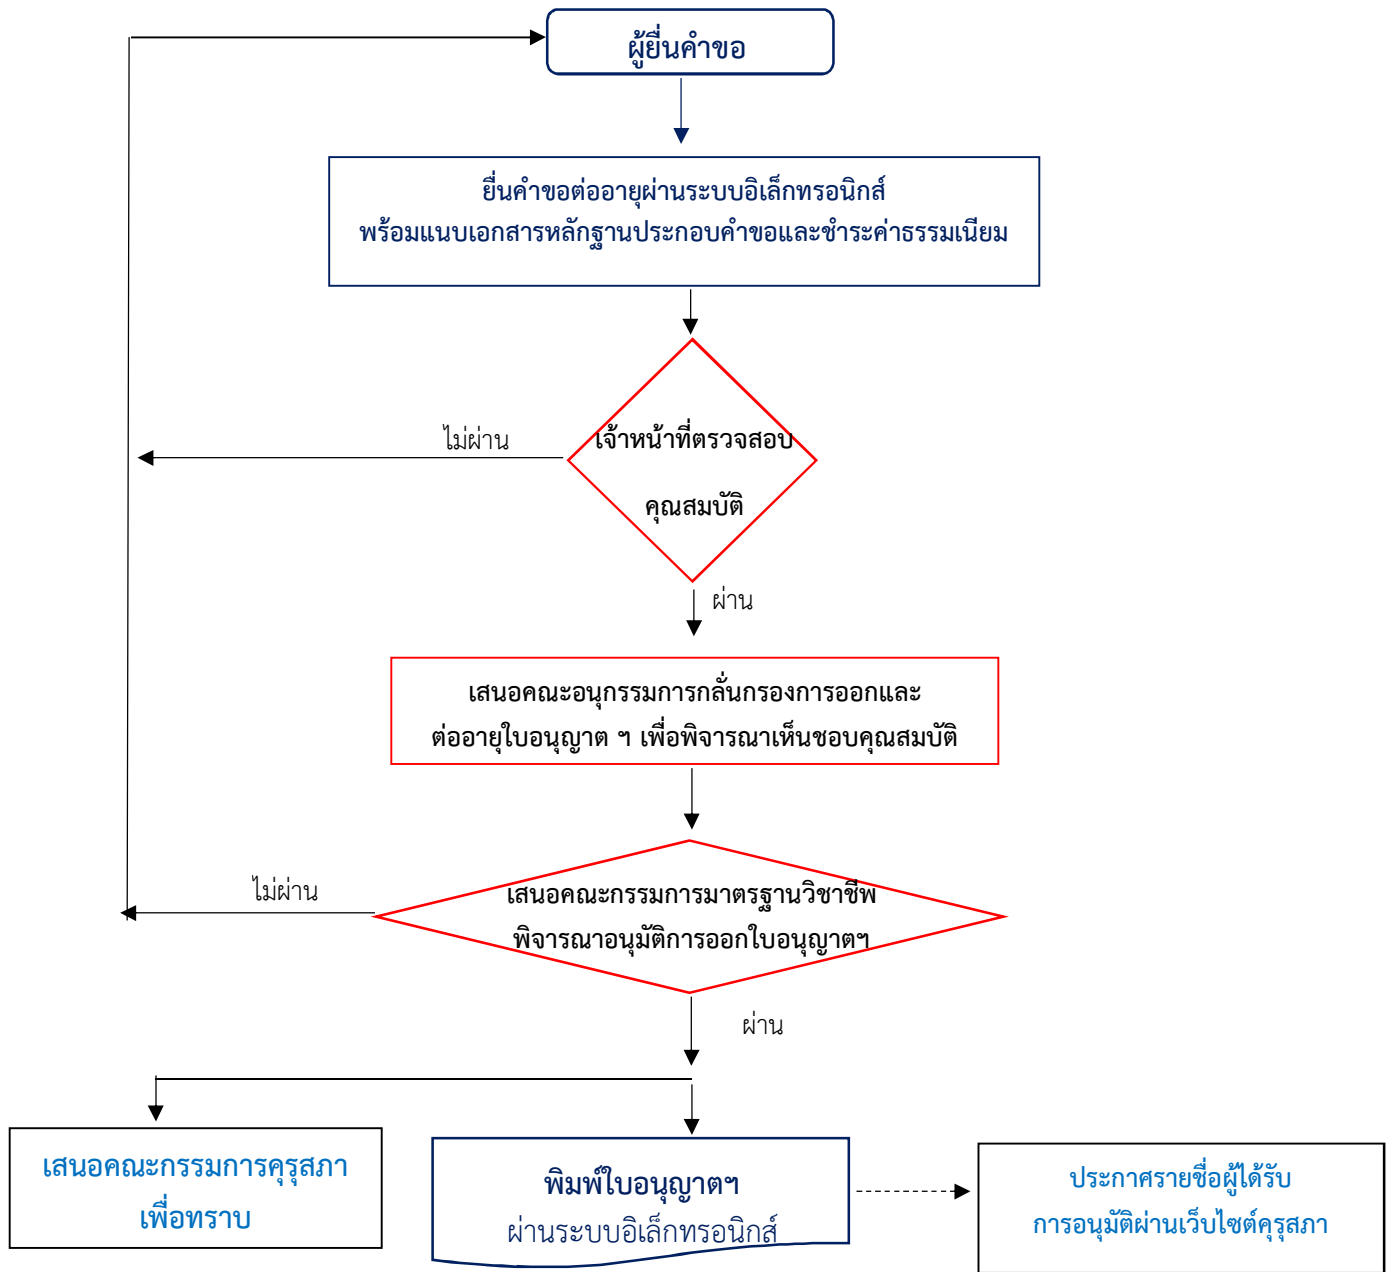 ผู้ยื่นคำขอ
ยื่นคำขอต่ออายุผ่านระบบอิเล็กทรอนิกส์
พร้อมแนบเอกสารหลักฐานประกอบคำขอและชำระค่าธรรมเนียม
ไม่ผ่าน
เจ้าหน้าที่ตรวจสอบ
คุณสมบัติ
ผ่าน
เสนอคณะอนุกรรมการกลั่นกรองการออกและ
ต่ออายุใบอนุญาต ฯ เพื่อพิจารณาเห็นชอบคุณสมบัติ
ไม่ผ่าน
เสนอคณะกรรมการมาตรฐานวิชาชีพ
พิจารณาอนุมัติการออกใบอนุญาตฯ
ผ่าน
เสนอคณะกรรมการคุรุสภา
เพื่อทราบ
พิมพ์ใบอนุญาตฯ
ผ่านระบบอิเล็กทรอนิกส์
ประกาศรายชื่อผู้ได้รับ
การอนุมัติผ่านเว็บไซต์คุรุสภา